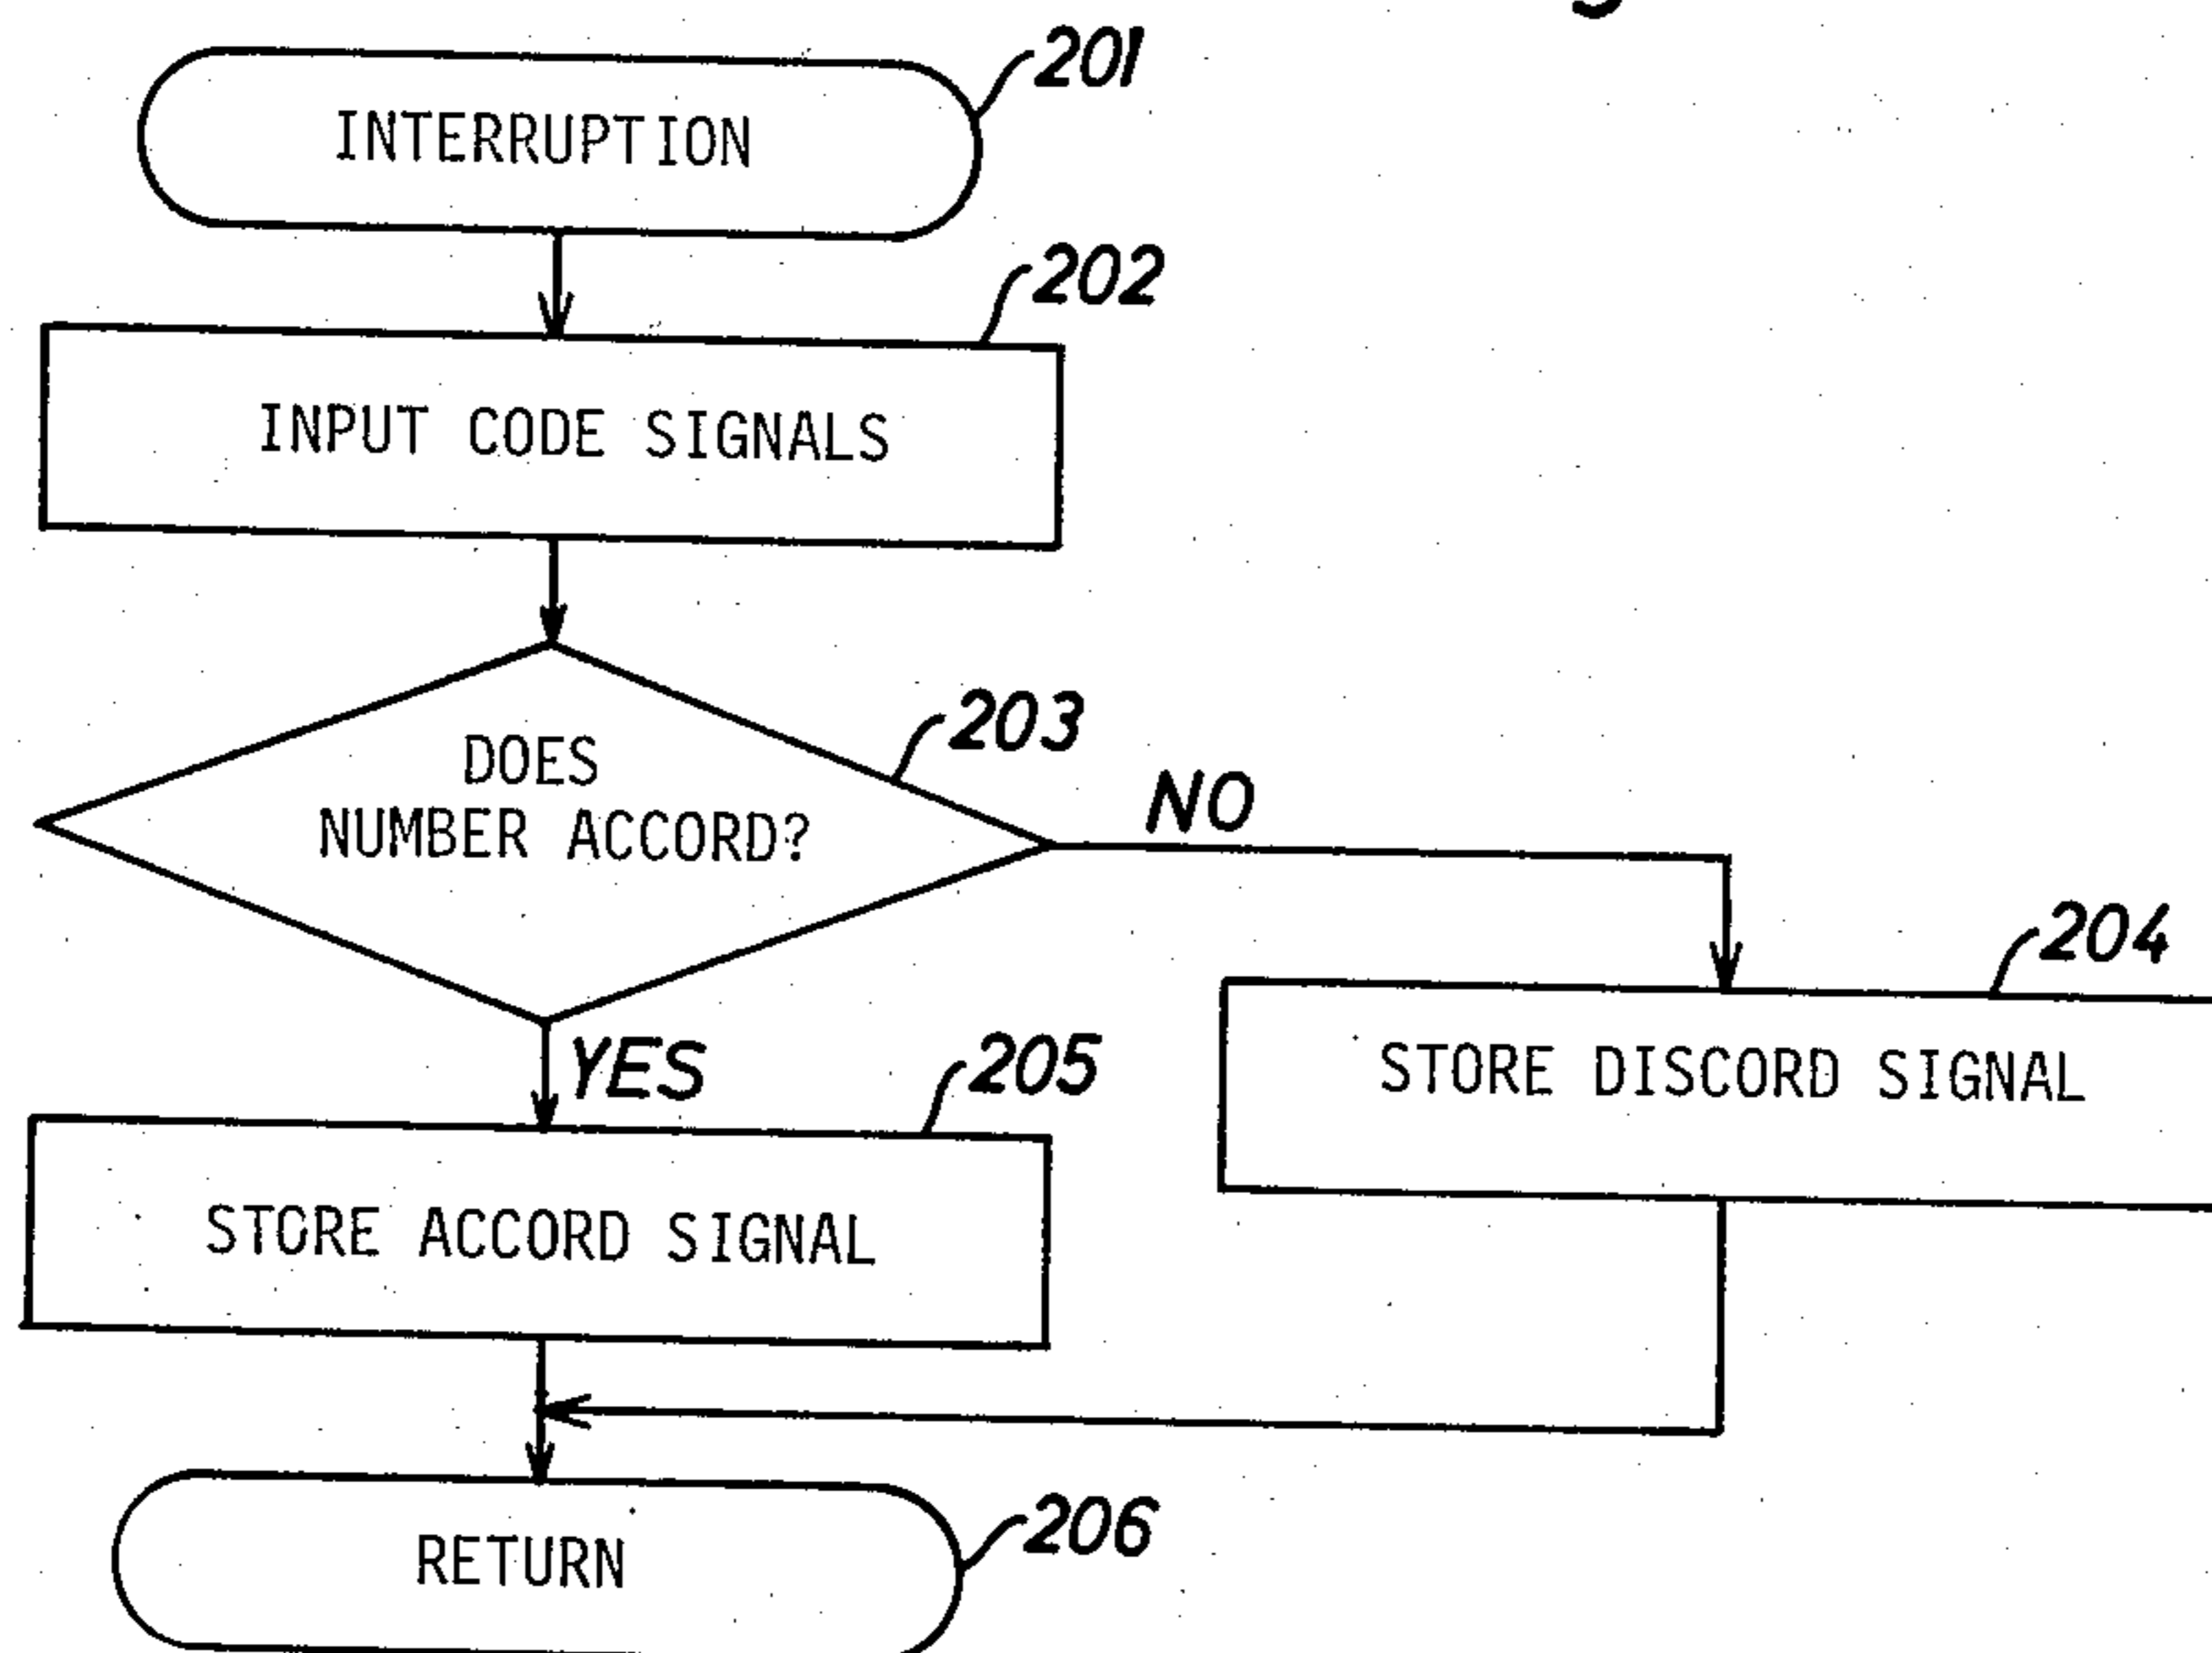 201
INTERRUPTION
202
INPUT CODE SIGNALS
203
DOES
NUMBER ACCORD?
NO
204
STORE DISCORD SIGNAL
YES
205
STORE ACCORD SIGNAL
RETURN
206